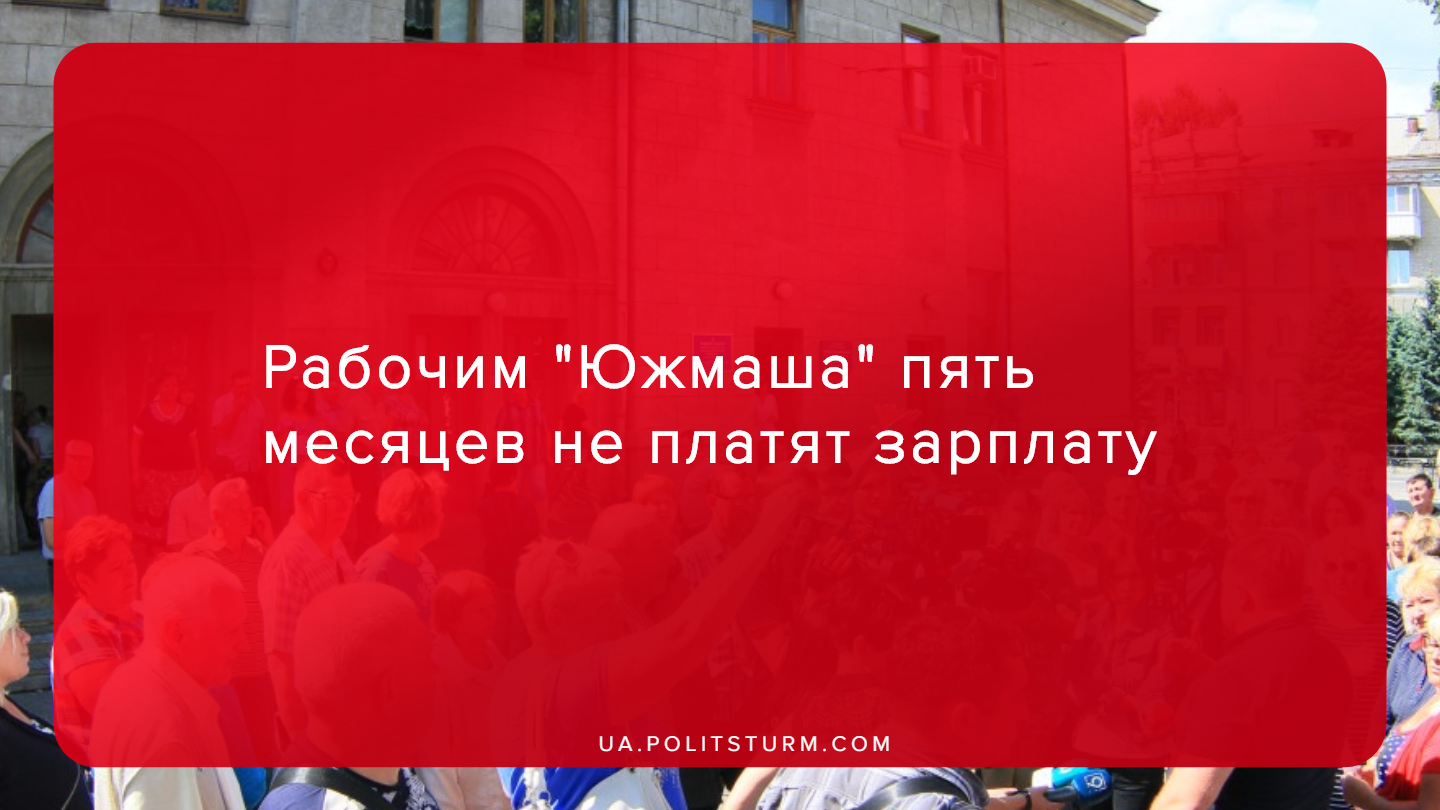 Рабочим "Южмаша" пять
месяцев не платят зарплату
UA.POLITSTURM.COM